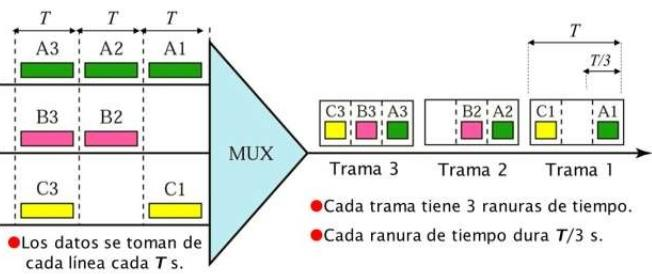 T T T
A3 A2 A1
B3 B2
C3 C1
MUX
T
T/3
C3 B3 A3 B2 A2 C1 A1
Trama 3 Trama 2 Trama 1
●Los datos se toman de
cada línea cada T s.
●Cada trama tiene 3 ranuras de tiempo.
●Cada ranura de tiempo dura T/3 s.